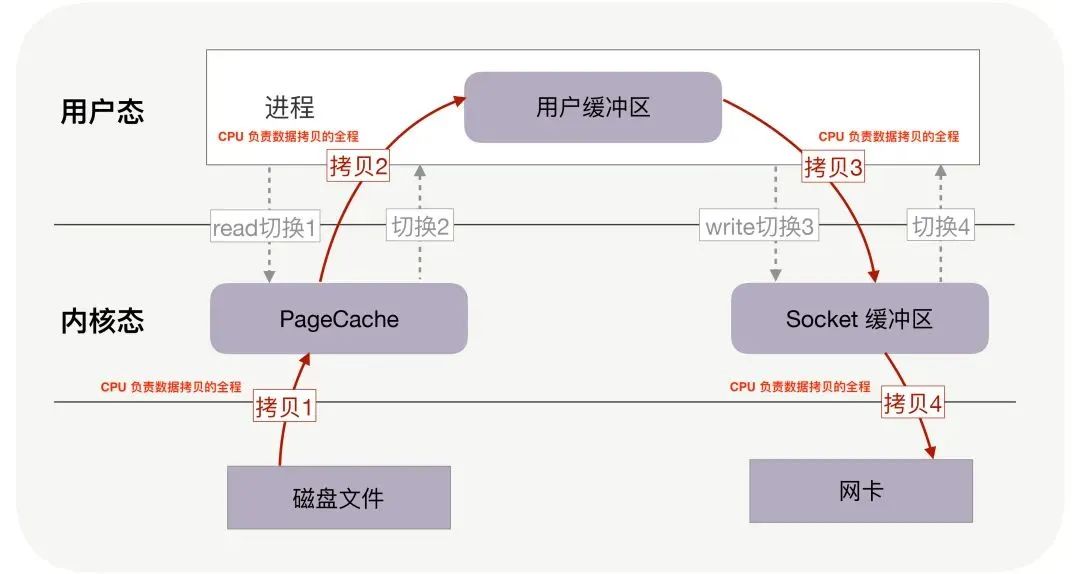 用户态
进程
用户缓冲区
CPU 负责数据拷贝的全程
CPU 负责数据拷贝的全程
拷贝2
拷贝3
read切换1
切换2
write切换3
切换4
内核态
PageCache
Socket 缓冲区
CPU 负责数据拷贝的全程
CPU 负责数据拷贝的全程
拷贝1
拷贝4
磁盘文件
网卡